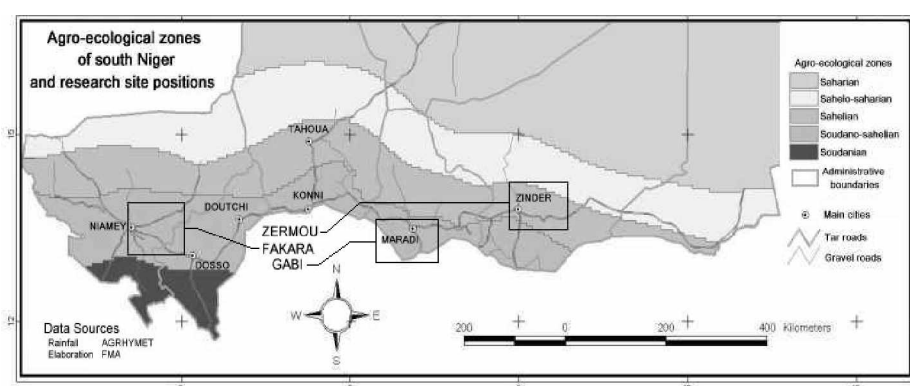 Agro-ecological zones
of south Niger
and research site positions
Agro-ecological zones
Saharian
Sahelo-saharian
Sahelian
Soudano-sahelian
Soudanian
Administrative
boundaries
Main cities
Tar roads
Gravel roads
15
TAHOUA
KONNI
DOUTCHI
ZINDER
NIAMEY
ZERMOU
FAKARA
GABI
MARADI
DOSSO
N
W
E
S
12
Data Sources
Rainfall AGRHYMET
Elaboration FMA
200 0 200 400 Kilometers